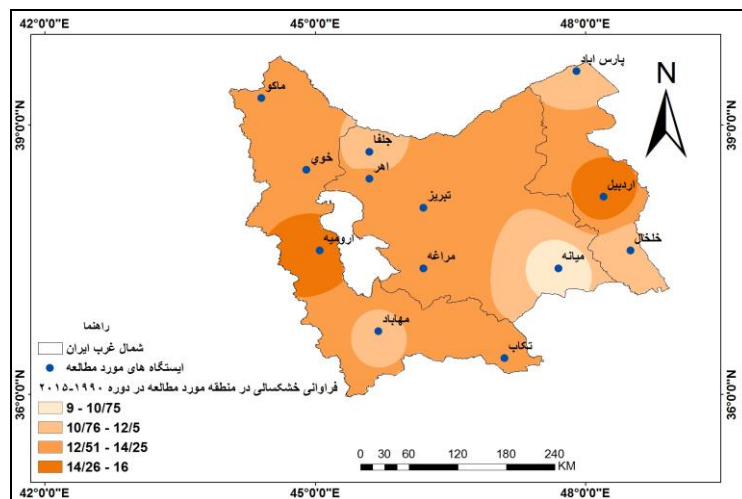 42°0'0"E
45°0'0"E
48°0'0"E
39°0'0"N
39°0'0"N
36°0'0"N
36°0'0"N
N
پارس اباد
ماکو
جلفا
خوي
اهر
اردبیل
تبریز
ارومیه
خلخال
مراغه
میانه
مهاباد
تکاب
راهنما
شمال غرب ایران
ایستگاه های مورد مطالعه
فراوانی خشکسالی در منطقه مورد مطالعه در دوره ۱۹۹۰-۲۰۱۵
9 - 10/75
10/76 - 12/5
12/51 - 14/25
14/26 - 16
0 30 60 120 180 240
KM
42°0'0"E
45°0'0"E
48°0'0"E